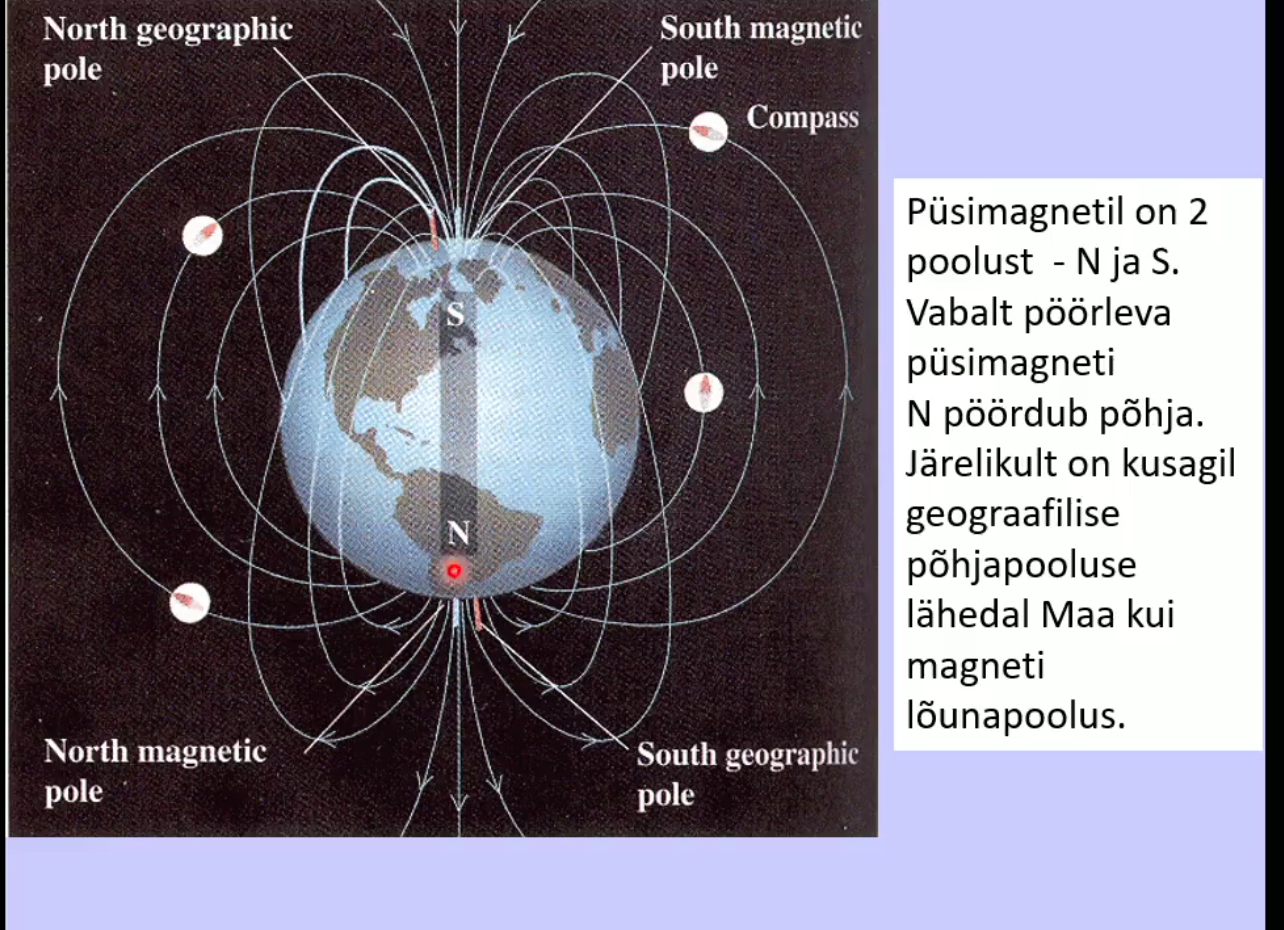 North geographic
pole
South magnetic
pole
Compass
S
N
North magnetic
pole
South geographic
pole
Püsimagnetil on 2
poolust - N ja S.
Vabalt pöörleva
püsimagneti
N pöördub põhja.
Järelikult on kusagil
geograafilise
põhjapooluse
lähedal Maa kui
magneti
lõunapoolus.